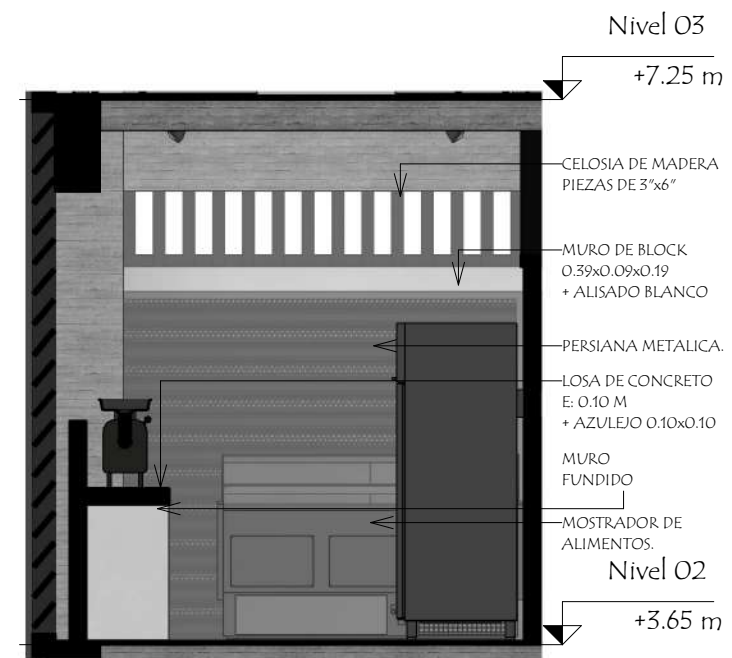 Nivel 03
+7.25 m
CELOSIA DE MADERA
PIEZAS DE 3"x6"
MURO DE BLOCK
0.39x0.09x0.19
+ ALISADO BLANCO
PERSIANA METALICA.
LOSA DE CONCRETO
E: 0.10 M
+ AZULEJO 0.10x0.10
MURO
FUNDIDO
MOSTRADOR DE
ALIMENTOS.
Nivel 02
+3.65 m